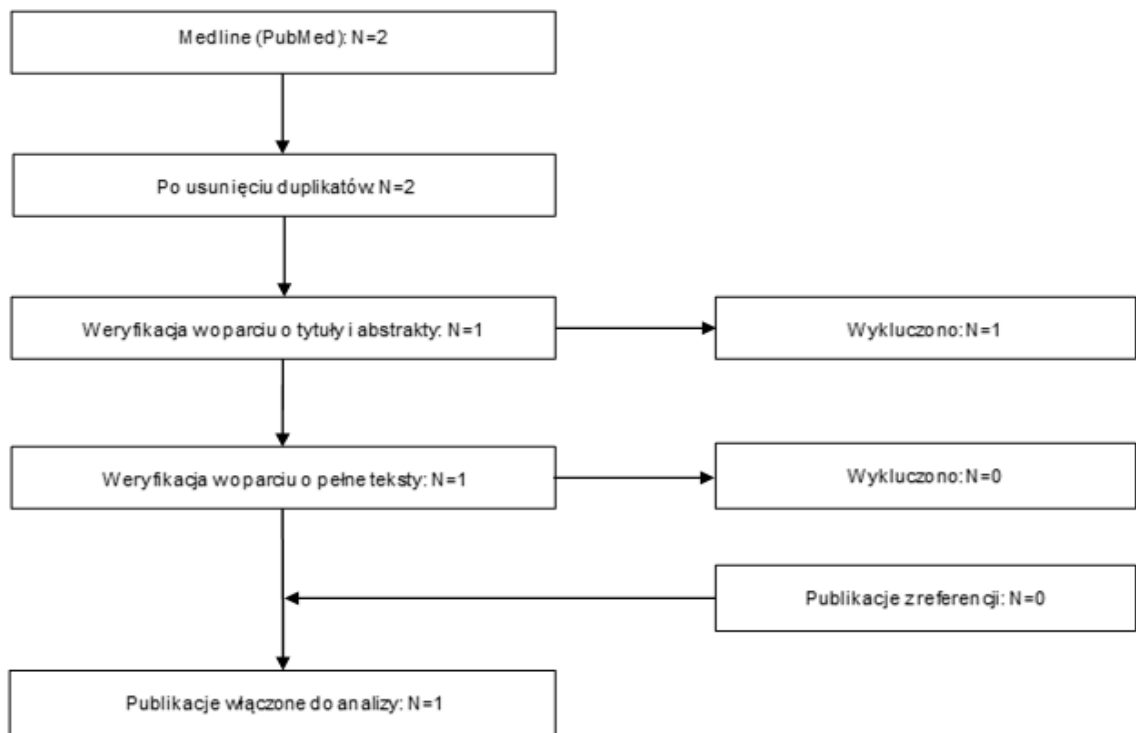 Medline (PubMed): N=2
Po usunięciu duplikatów: N=2
Weryfikacja w oparciu o tytuły i abstrakty: N=1
Wykluczono: N=1
Weryfikacja w oparciu o pełne teksty: N=1
Wykluczono: N=0
Publikacje z referencji: N=0
Publikacje włączone do analizy: N=1